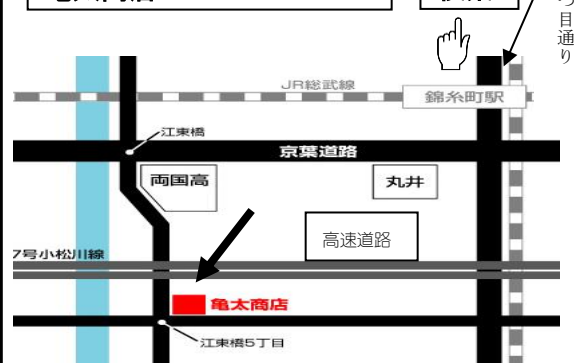 目通り
JR総武線
錦糸町駅
江東橋
京葉道路
両国高
丸井
高速道路
7号小松川線
亀太商店
江東橋5丁目